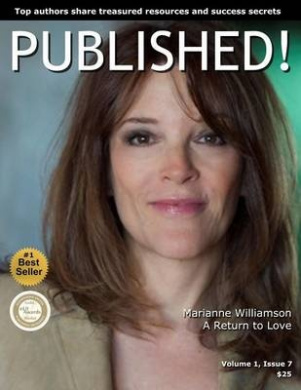 Top authors share treasured resources and success secrets
PUBLISHED!
#1
Best
Seller
Awards
Marianne Williamson
A Return to Love
Volume 1, Issue 7
$25